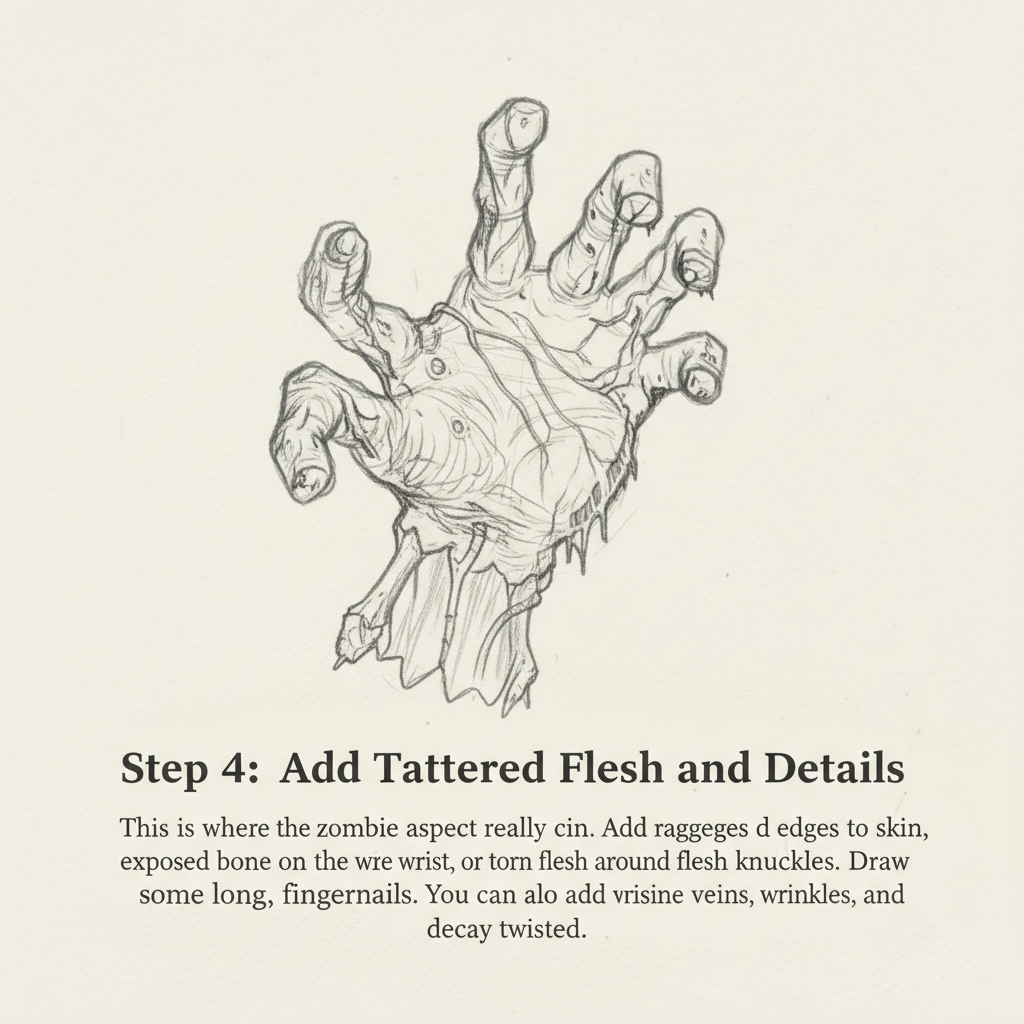 Step 4: Add Tattered Flesh and Details
This is where the zombie aspect really cin. Add raggeges d edges to skin,
exposed bone on the wre wrist, or torn flesh around flesh knuckles. Draw
some long, fingernails. You can alo add vrisine veins, wrinkles, and
decay twisted.